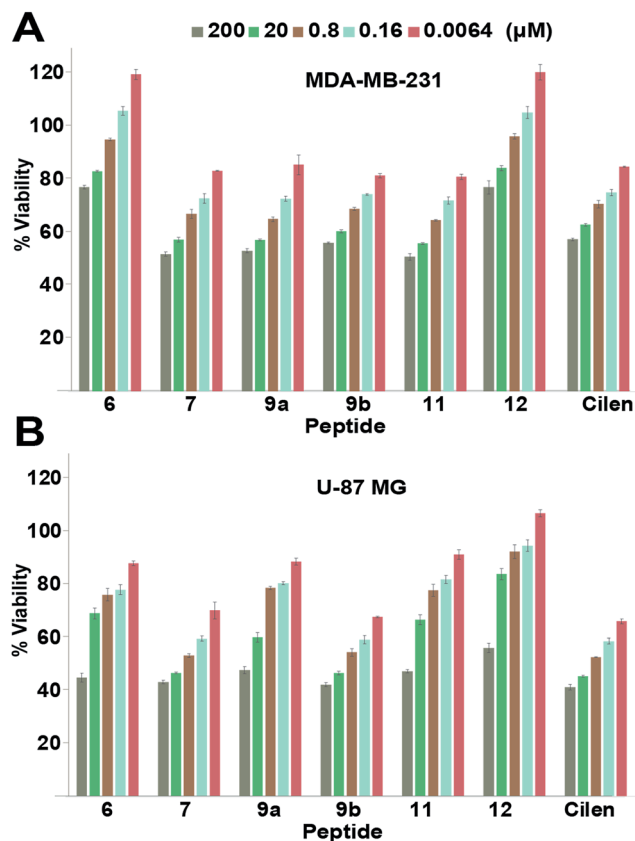 A
200 20 0.8 0.16 0.0064 (μM)
MDA-MB-231
% Viability
120
100
80
60
40
20
6 7 9a 9b 11 12 Cilen
Peptide
B
U-87 MG
% Viability
120
100
80
60
40
20
6 7 9a 9b 11 12 Cilen
Peptide